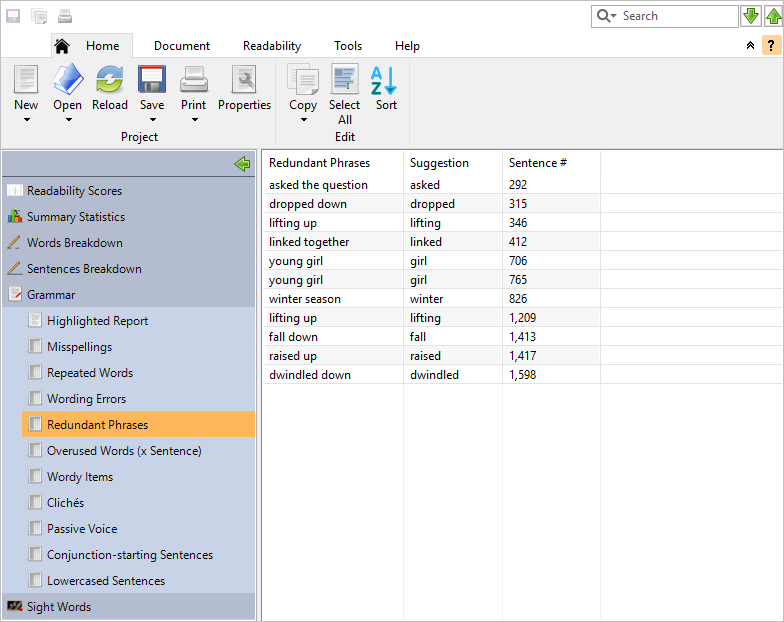 Search
Home Document Readability Tools Help
?
New Open Reload Save Print Properties Copy Select All Sort
Project Edit
Readability Scores
Summary Statistics
Words Breakdown
Sentences Breakdown
Grammar
Highlighted Report
Misspellings
Repeated Words
Wording Errors
Redundant Phrases
Overused Words (x Sentence)
Wordy Items
Clichés
Passive Voice
Conjunction-starting Sentences
Lowercased Sentences
Sight Words
Redundant Phrases Suggestion Sentence #
asked the question asked 292
dropped down dropped 315
lifting up lifting 346
linked together linked 412
young girl girl 706
young girl girl 765
winter season winter 826
lifting up lifting 1,209
fall down fall 1,413
raised up raised 1,417
dwindled down dwindled 1,598